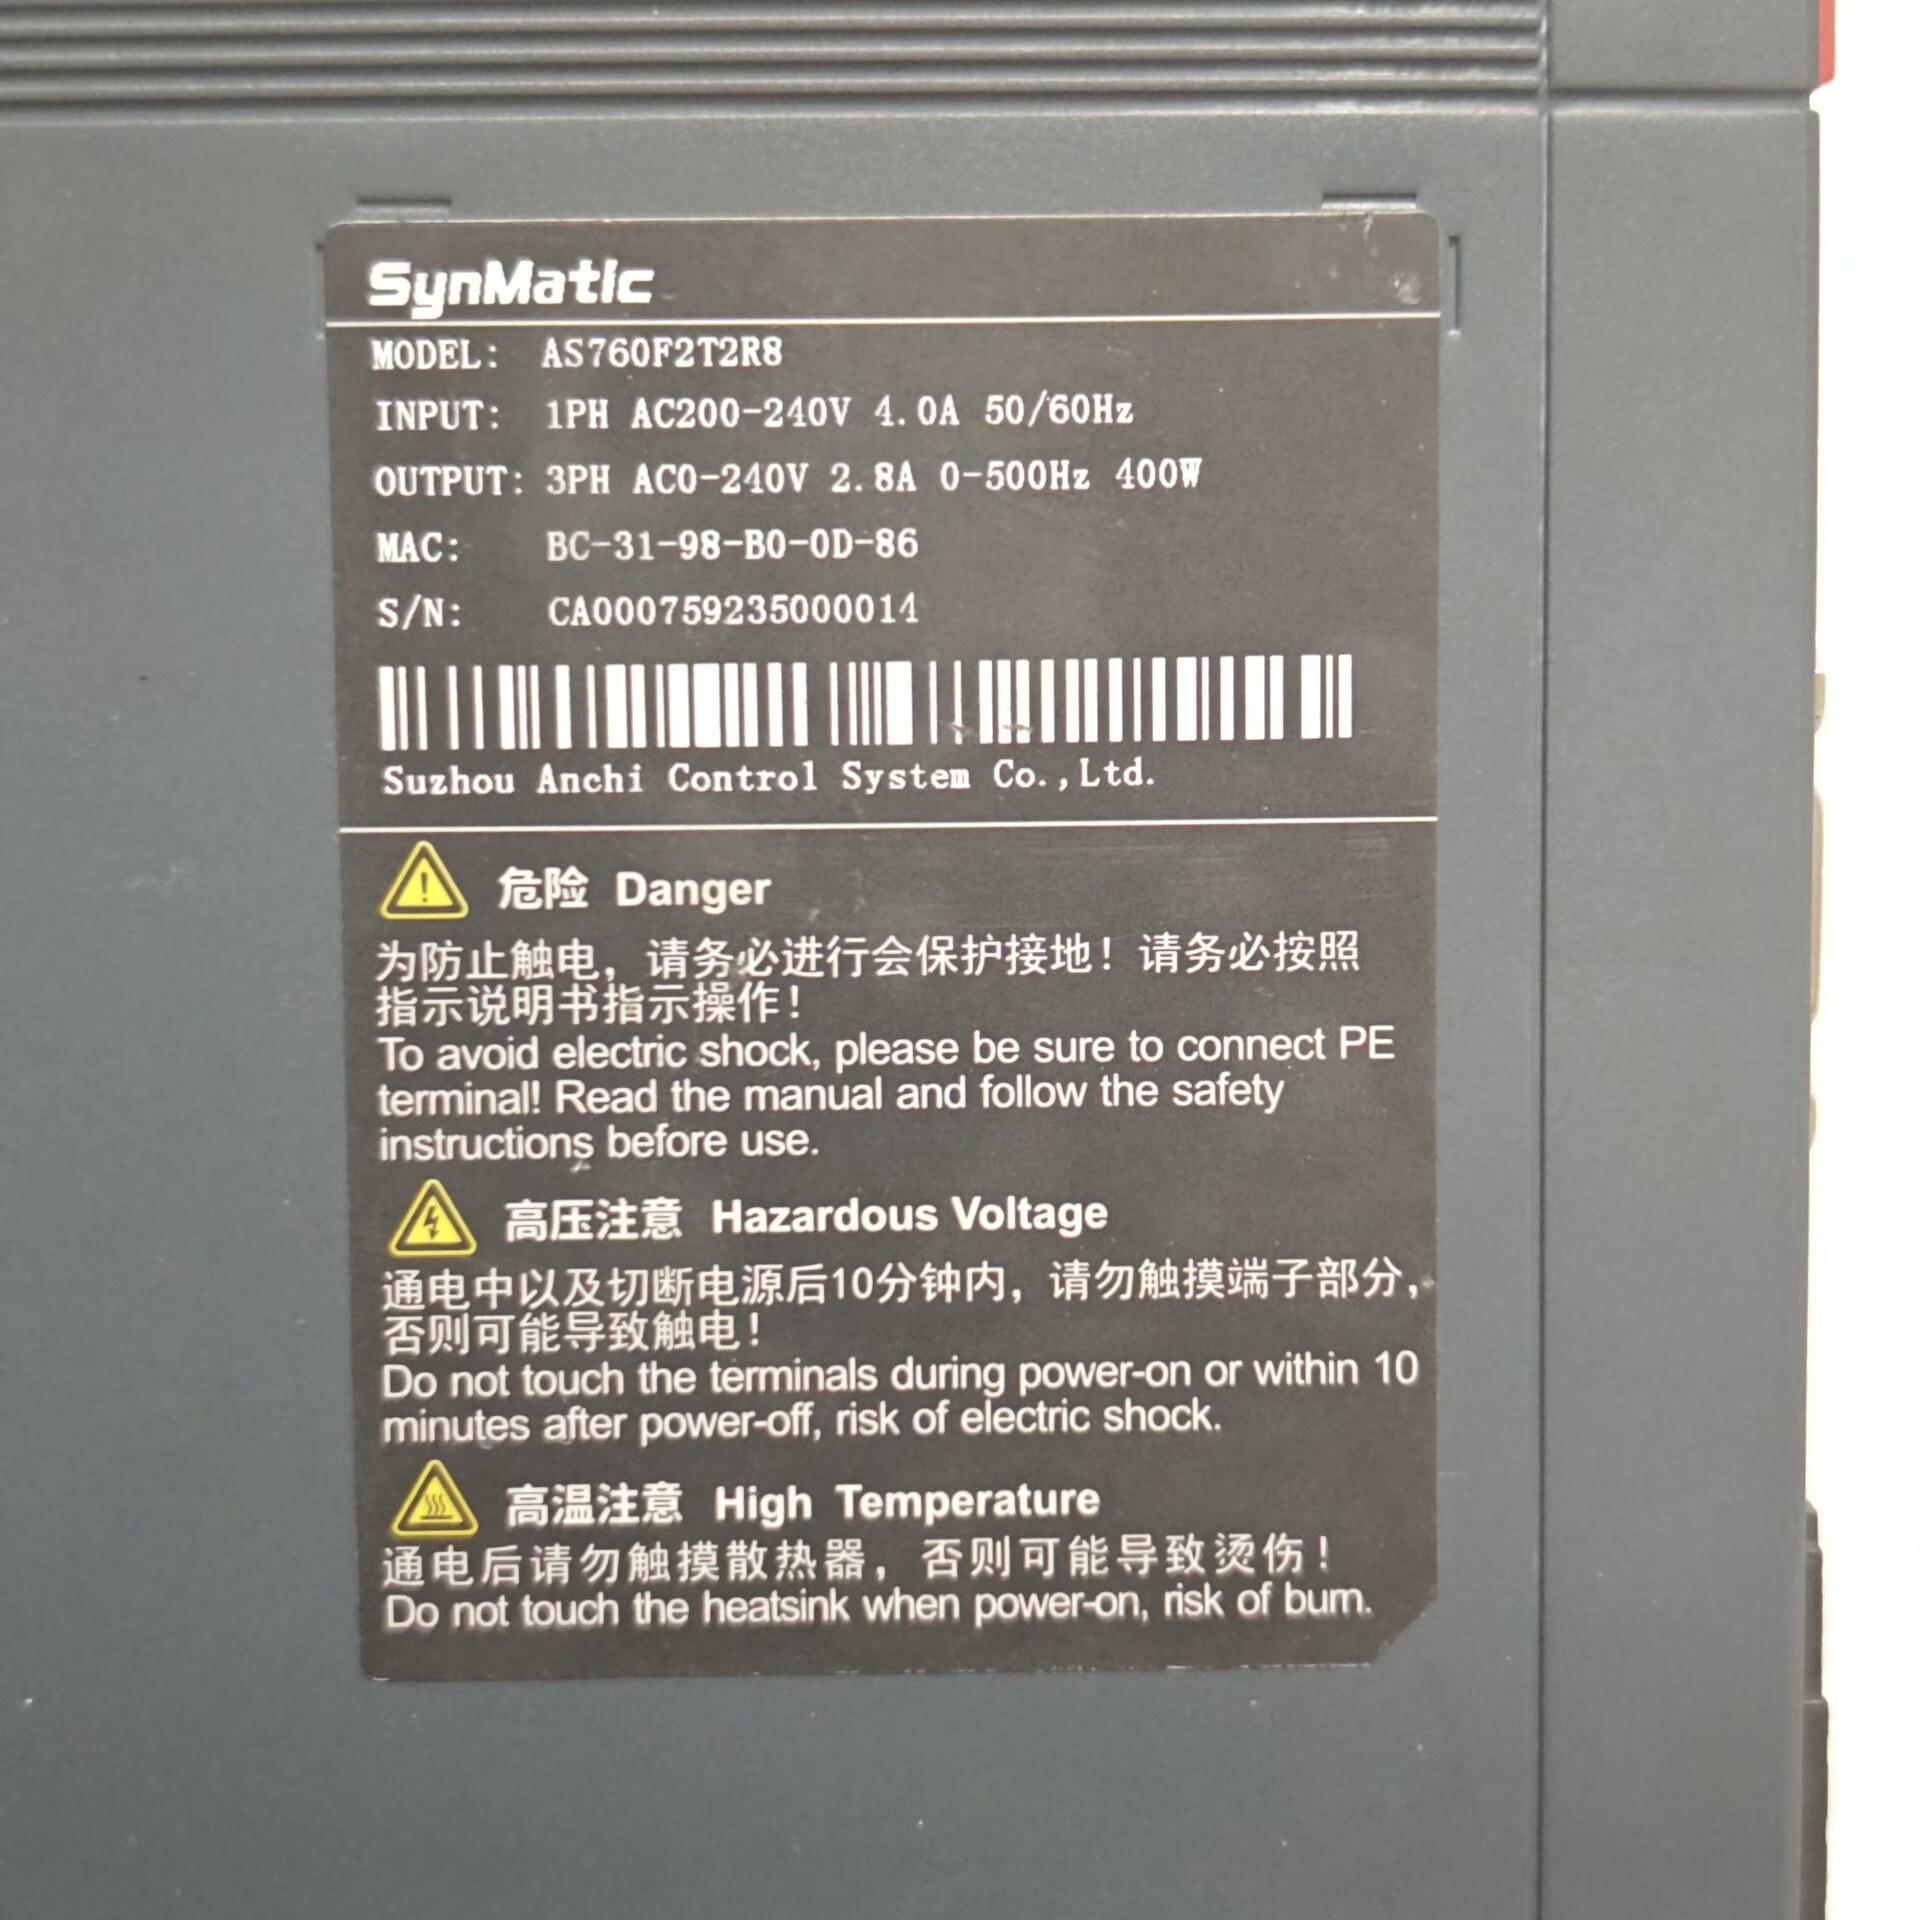 SynMatic
MODEL: AS760F2T2R8
INPUT: 1PH AC200-240V 4.0A 50/60Hz
OUTPUT: 3PH AC0-240V 2.8A 0-500Hz 400W
MAC: BC-31-98-B0-0D-86
S/N: CA000759235000014
Suzhou Anchi Control System Co.,Ltd.
危险 Danger
为防止触电，请务必进行会保护接地！请务必按照
指示说明书指示操作！
To avoid electric shock, please be sure to connect PE
terminal! Read the manual and follow the safety
instructions before use.
高压注意 Hazardous Voltage
通电中以及切断电源后10分钟内，请勿触摸端子部分，
否则可能导致触电！
Do not touch the terminals during power-on or within 10
minutes after power-off, risk of electric shock.
高温注意 High Temperature
通电后请勿触摸散热器，否则可能导致烫伤！
Do not touch the heatsink when power-on, risk of burn.